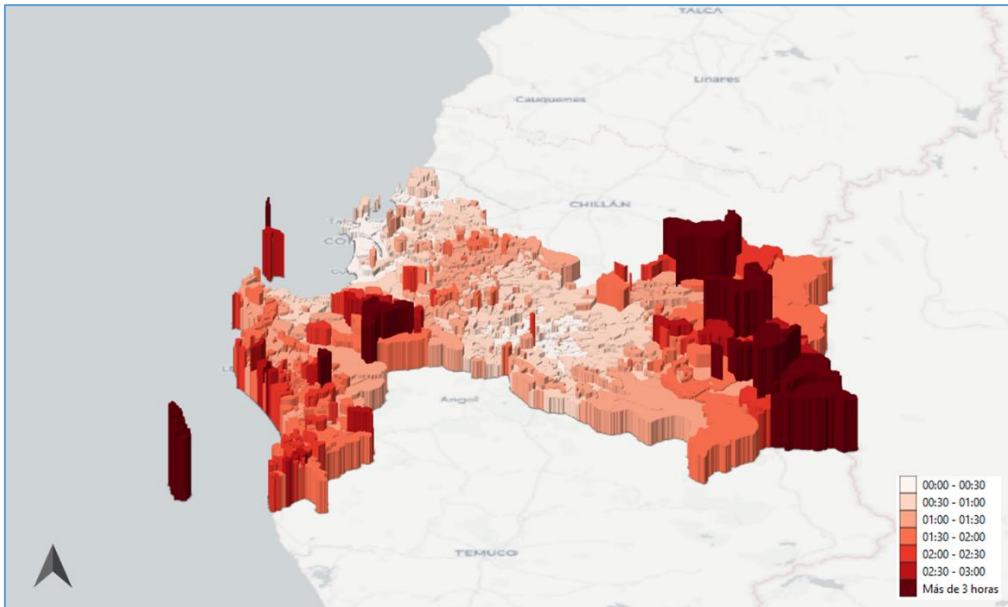 TALCA
Linares
Cauquenes
CHILLÁN
Angol
TEMUCO
00:00 - 00:30
00:30 - 01:00
01:00 - 01:30
01:30 - 02:00
02:00 - 02:30
02:30 - 03:00
Más de 3 horas